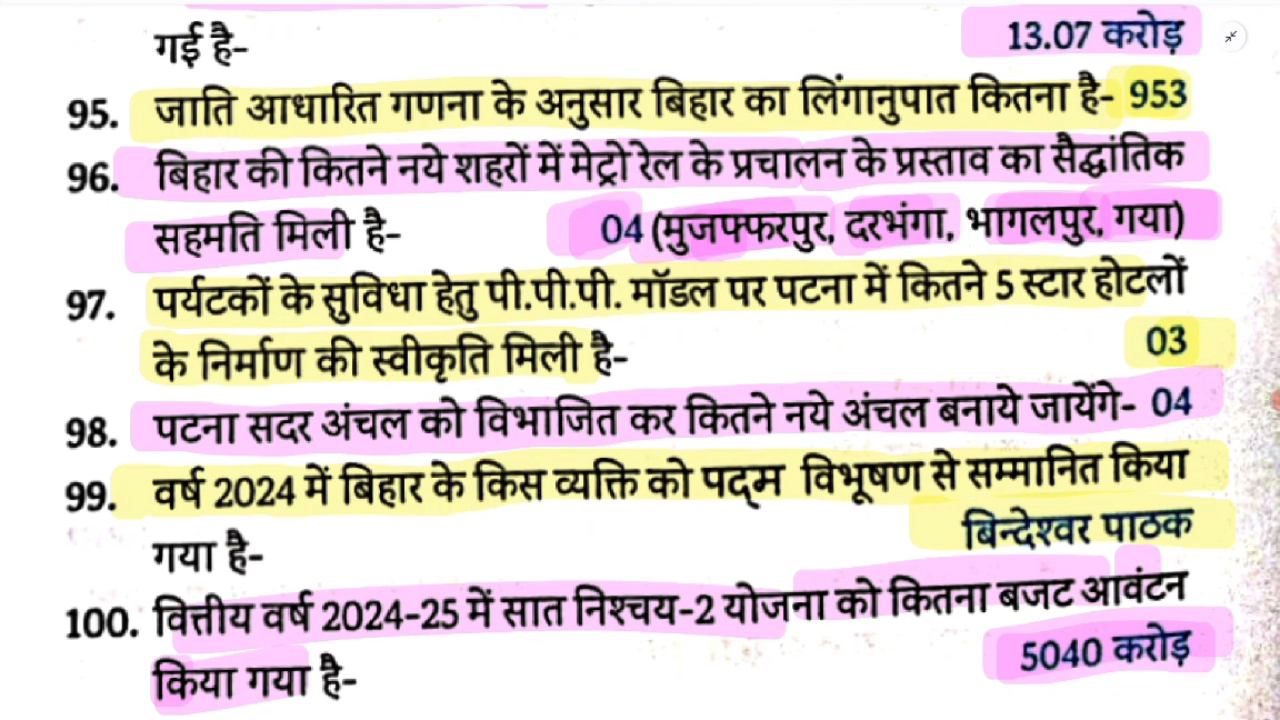 गई है- 13.07 करोड़
95. जाति आधारित गणना के अनुसार बिहार का लिंगानुपात कितना है- 953
96. बिहार की कितने नये शहरों में मेट्रो रेल के प्रचालन के प्रस्ताव का सैद्धांतिक
सहमति मिली है- 04 (मुजफ्फरपुर, दरभंगा, भागलपुर, गया)
97. पर्यटकों के सुविधा हेतु पी.पी.पी. मॉडल पर पटना में कितने 5 स्टार होटलों
के निर्माण की स्वीकृति मिली है- 03
98. पटना सदर अंचल को विभाजित कर कितने नये अंचल बनाये जायेंगे- 04
99. वर्ष 2024 में बिहार के किस व्यक्ति को पद्म विभूषण से सम्मानित किया
गया है- बिन्देश्वर पाठक
100. वित्तीय वर्ष 2024-25 में सात निश्चय-2 योजना को कितना बजट आवंटन
किया गया है- 5040 करोड़